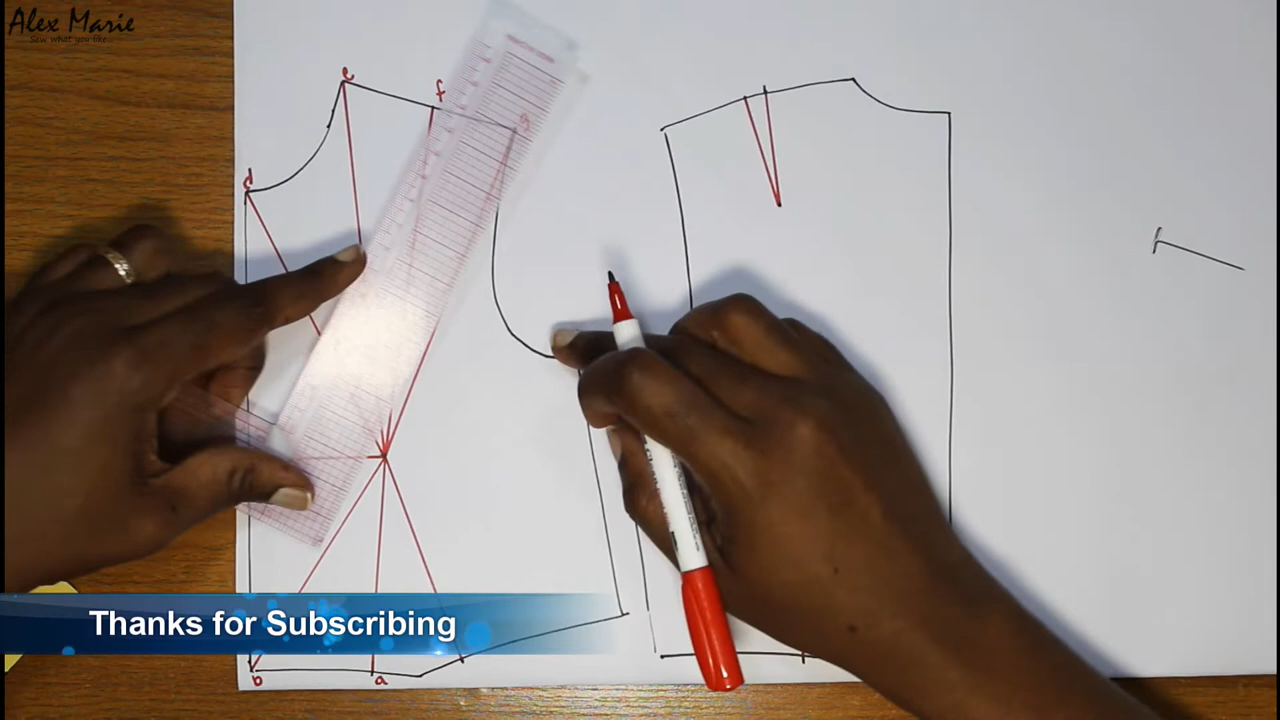 Alex Marie
Sew what you like...
e
f
g
d
Thanks for Subscribing
b
a